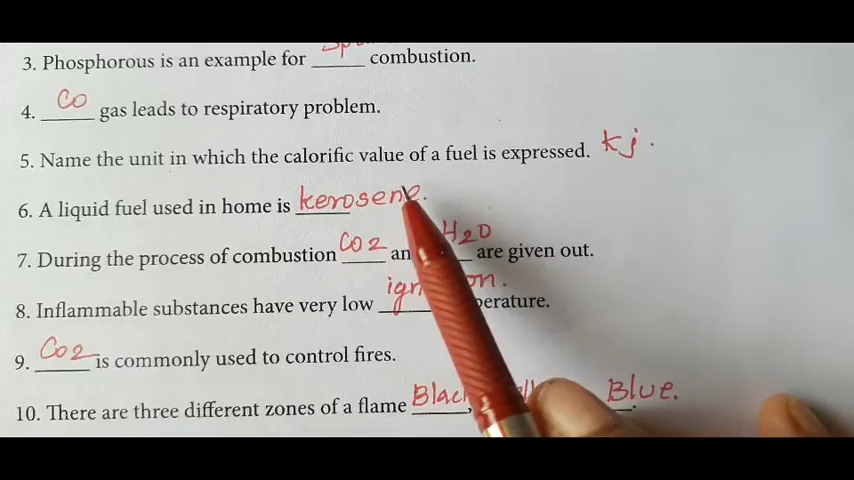 3. Phosphorous is an example for ______ combustion.
4. Co gas leads to respiratory problem.
5. Name the unit in which the calorific value of a fuel is expressed. kj.
6. A liquid fuel used in home is kerosene.
7. During the process of combustion Co2 an H2O are given out.
8. Inflammable substances have very low perature.
9. Co2 is commonly used to control fires.
10. There are three different zones of a flame Blue.